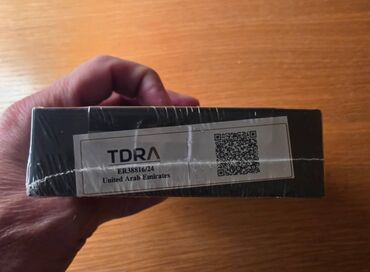 TDRA
ER38816/24
United Arab Emirates